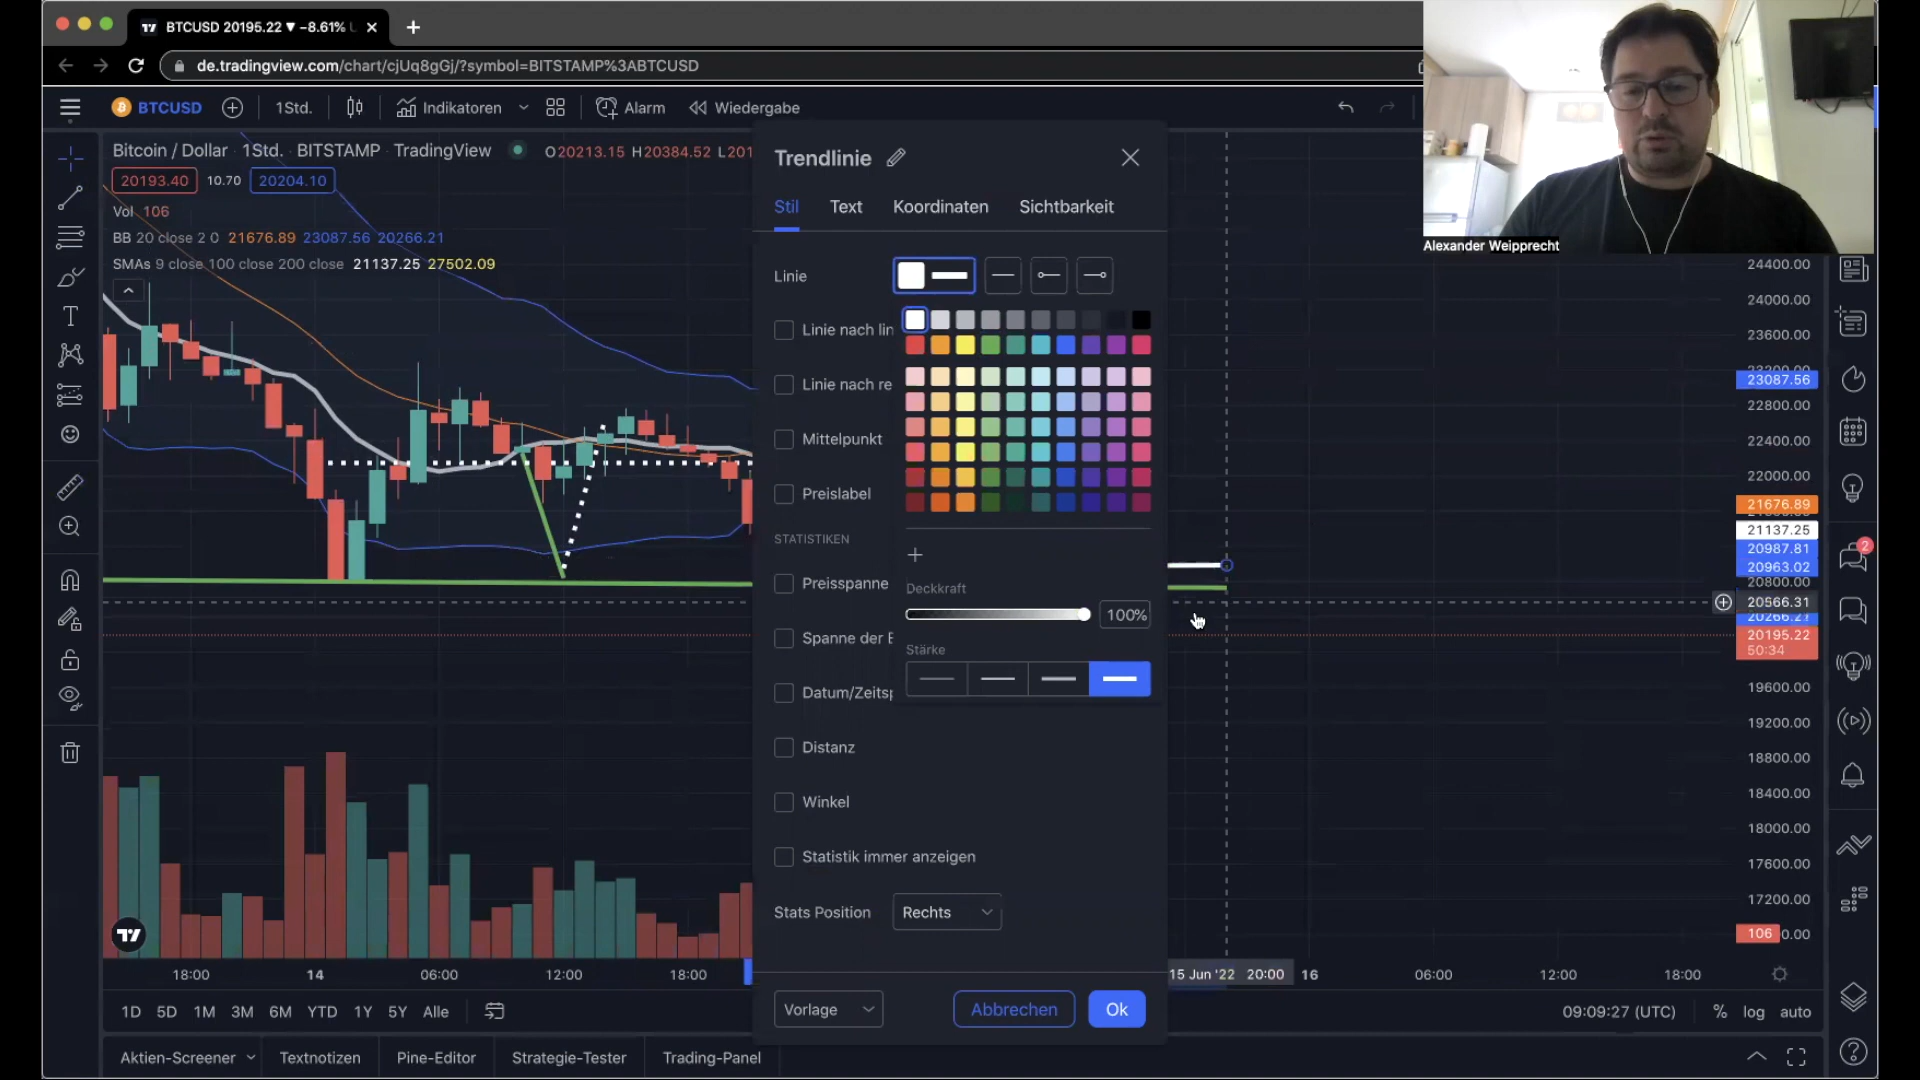 BTCUSD 20195.22 ▼ −8.61%
de.tradingview.com/chart/cjUq8gGj/?symbol=BITSTAMP%3ABTCUSD
BTCUSD 1Std. Indikatoren Alarm Wiedergabe
Bitcoin / Dollar · 1Std. · BITSTAMP · TradingView O20213.15 H20384.52 L201
20193.40 10.70 20204.10
Vol 106
BB 20 close 2 0 21676.89 23087.56 20266.21
SMAs 9 close 100 close 200 close 21137.25 27502.09
Alexander Weipprecht
Trendlinie
Stil Text Koordinaten Sichtbarkeit
Linie
Linie nach lin
Linie nach re
Mittelpunkt
Preislabel
STATISTIKEN
Preisspanne
Spanne der
Datum/Zeitsp
Distanz
Winkel
Statistik immer anzeigen
Stats Position Rechts
Deckkraft
100%
Stärke
Vorlage Abbrechen Ok
24400.00
24000.00
23600.00
23087.56
22800.00
22400.00
22000.00
21676.89
21137.25
20987.81
20963.02
20800.00
20566.31
20266.21
20195.22
50:34
19600.00
19200.00
18800.00
18400.00
18000.00
17600.00
17200.00
106 0.00
2
18:00 14 06:00 12:00 18:00 15 Jun '22 20:00 16 06:00 12:00 18:00
1D 5D 1M 3M 6M YTD 1Y 5Y Alle 09:09:27 (UTC) % log auto
Aktien-Screener Textnotizen Pine-Editor Strategie-Tester Trading-Panel